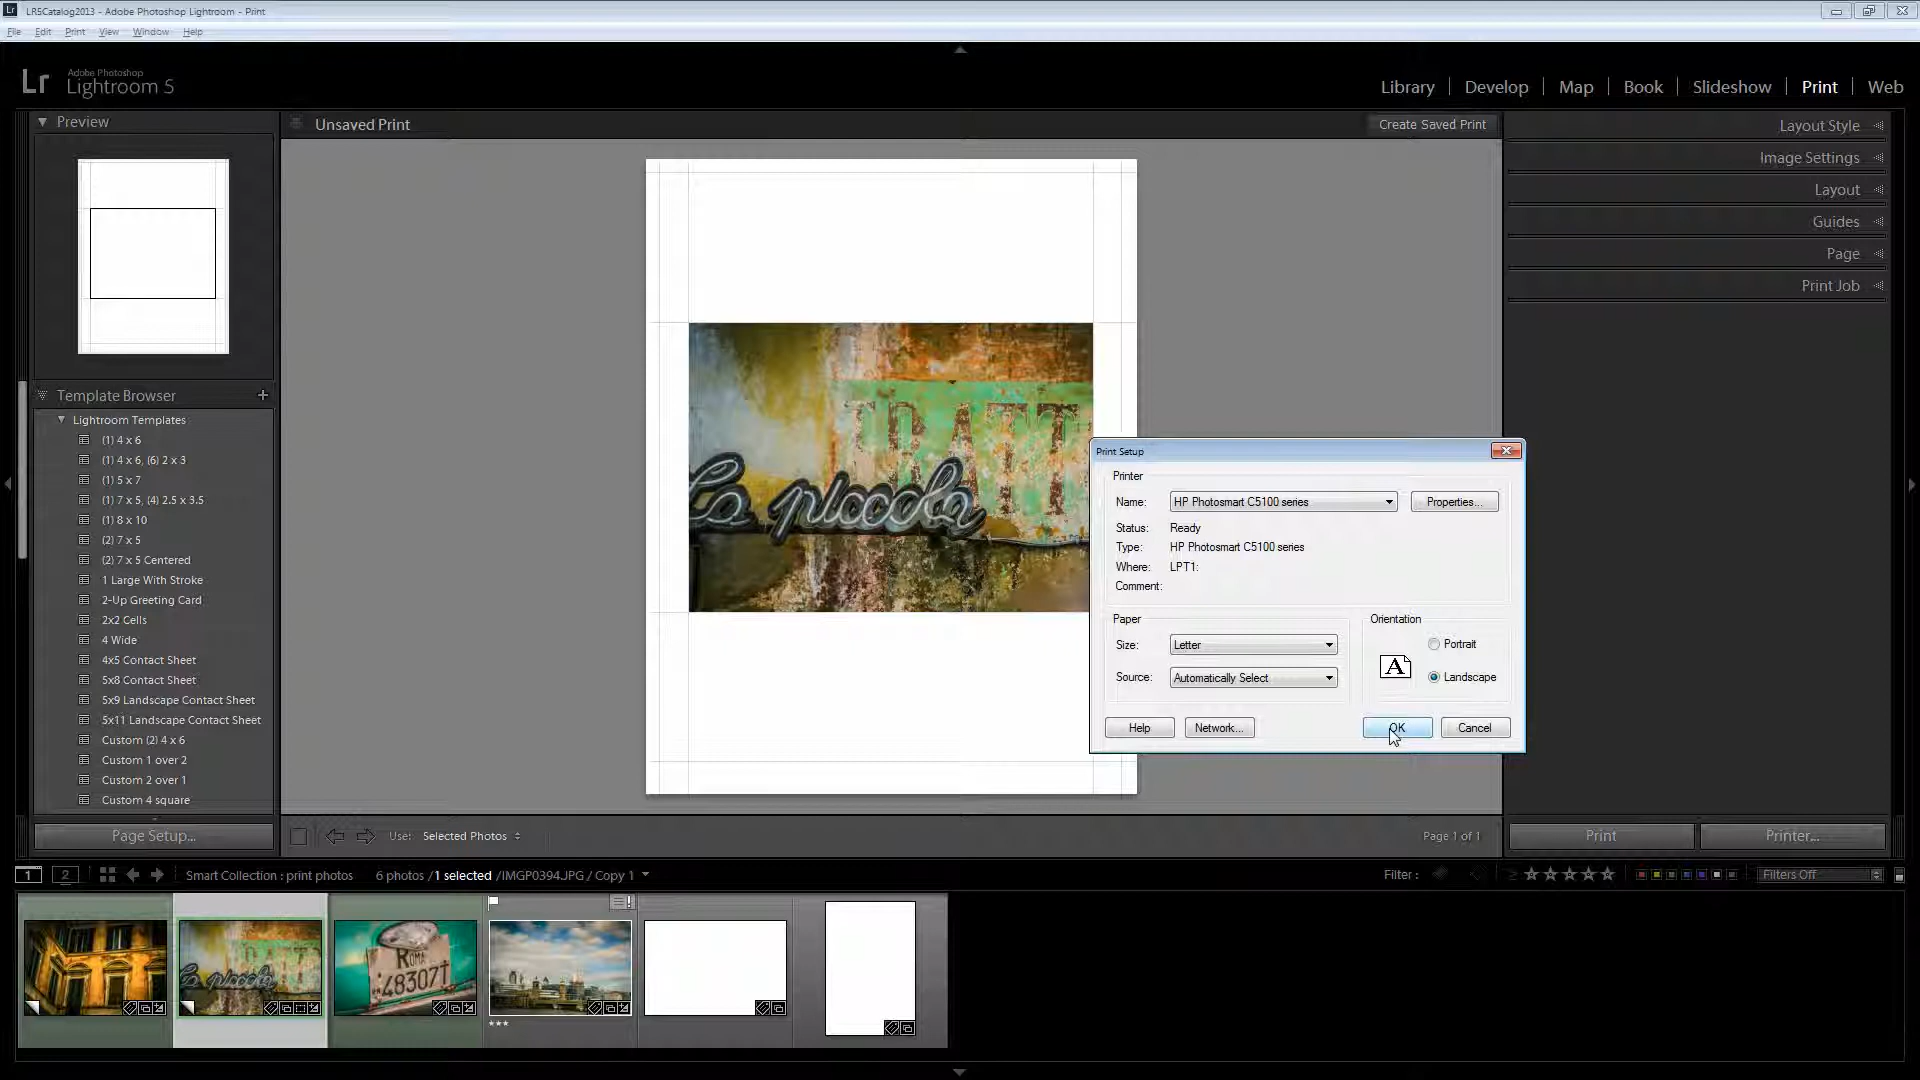 LR5Catalog2013 - Adobe Photoshop Lightroom - Print
File Edit Print View Window Help
Lr Adobe Photoshop
Lightroom 5
Library | Develop | Map | Book | Slideshow | Print | Web
Preview
Unsaved Print
Create Saved Print
Layout Style
Image Settings
Layout
Guides
Page
Print Job
Template Browser +
Lightroom Templates
(1) 4 x 6
(1) 4 x 6, (6) 2 x 3
(1) 5 x 7
(1) 7 x 5, (4) 2.5 x 3.5
(1) 8 x 10
(2) 7 x 5
(2) 7 x 5 Centered
1 Large With Stroke
2-Up Greeting Card
2x2 Cells
4 Wide
4x5 Contact Sheet
5x8 Contact Sheet
5x9 Landscape Contact Sheet
5x11 Landscape Contact Sheet
Custom (2) 4 x 6
Custom 1 over 2
Custom 2 over 1
Custom 4 square
Page Setup...
TRATT
La piccola
Print Setup
Printer
Name: HP Photosmart C5100 series Properties...
Status: Ready
Type: HP Photosmart C5100 series
Where: LPT1:
Comment:
Paper
Size: Letter
Source: Automatically Select
Orientation
A
Portrait
Landscape
Help Network... OK Cancel
Use: Selected Photos
Page 1 of 1
Print
Printer...
1 2 Smart Collection : print photos 6 photos / 1 selected / IMGP0394.JPG / Copy 1
Filter : Filters Off
la piccola
ROMA
48307T